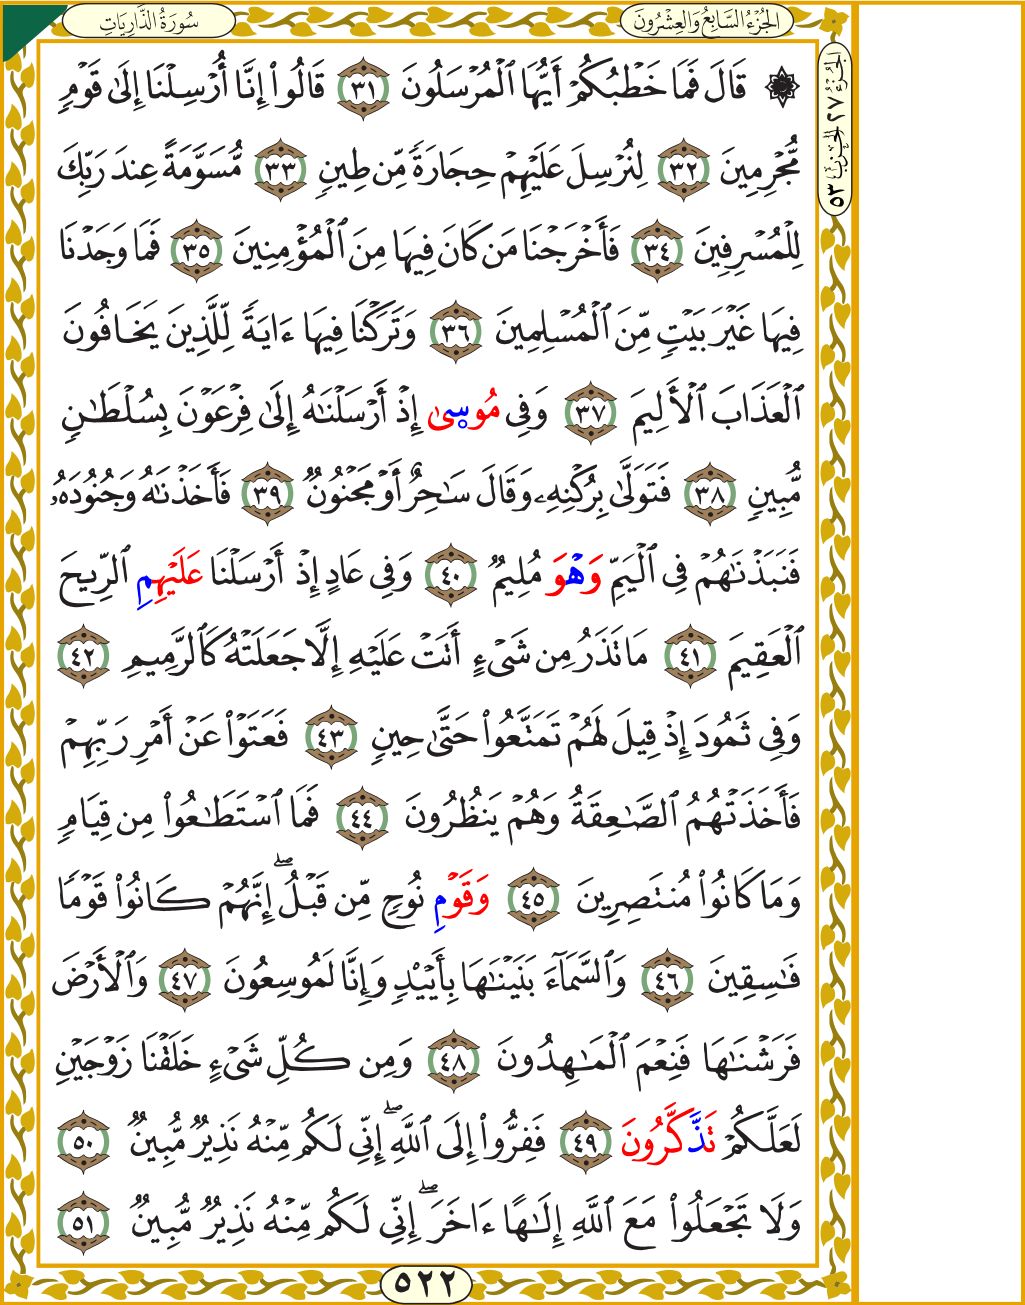 سُورَةُ الذَّارِيَاتِ
الجُزْءُ السَّابِعُ وَالعِشْرُونَ
الجُزْءُ ٢٧ الحِزْبُ ٥٣
۞ قَالَ فَمَا خَطْبُكُمْ أَيُّهَا ٱلْمُرْسَلُونَ ٣١ قَالُوٓا۟ إِنَّآ أُرْسِلْنَآ إِلَىٰ قَوْمٍ
مُّجْرِمِينَ ٣٢ لِنُرْسِلَ عَلَيْهِمْ حِجَارَةً مِّن طِينٍ ٣٣ مُّسَوَّمَةً عِندَ رَبِّكَ
لِلْمُسْرِفِينَ ٣٤ فَأَخْرَجْنَا مَن كَانَ فِيهَا مِنَ ٱلْمُؤْمِنِينَ ٣٥ فَمَا وَجَدْنَا
فِيهَا غَيْرَ بَيْتٍ مِّنَ ٱلْمُسْلِمِينَ ٣٦ وَتَرَكْنَا فِيهَآ ءَايَةً لِّلَّذِينَ يَخَافُونَ
ٱلْعَذَابَ ٱلْأَلِيمَ ٣٧ وَفِى مُوسۭىٰ إِذْ أَرْسَلْنَٰهُ إِلَىٰ فِرْعَوْنَ بِسُلْطَٰنٍ
مُّبِينٍ ٣٨ فَتَوَلَّىٰ بِرُكْنِهِۦ وَقَالَ سَٰحِرٌ أَوْ مَجْنُونٌ ٣٩ فَأَخَذْنَٰهُ وَجُنُودَهُۥ
فَنَبَذْنَٰهُمْ فِى ٱلْيَمِّ وَهْوَ مُلِيمٌ ٤٠ وَفِى عَادٍ إِذْ أَرْسَلْنَا عَلَيْهِمِ ٱلرِّيحَ
ٱلْعَقِيمَ ٤١ مَا تَذَرُ مِن شَىْءٍ أَتَتْ عَلَيْهِ إِلَّا جَعَلَتْهُ كَٱلرَّمِيمِ ٤٢
وَفِى ثَمُودَ إِذْ قِيلَ لَهُمْ تَمَتَّعُوا۟ حَتَّىٰ حِينٍ ٤٣ فَعَتَوْا۟ عَنْ أَمْرِ رَبِّهِمْ
فَأَخَذَتْهُمُ ٱلصَّٰعِقَةُ وَهُمْ يَنظُرُونَ ٤٤ فَمَا ٱسْتَطَٰعُوا۟ مِن قِيَامٍ
وَمَا كَانُوا۟ مُنتَصِرِينَ ٤٥ وَقَوْمِ نُوحٍ مِّن قَبْلُ ۖ إِنَّهُمْ كَانُوا۟ قَوْمًا
فَٰسِقِينَ ٤٦ وَٱلسَّمَآءَ بَنَيْنَٰهَا بِأَيْي۟دٍ وَإِنَّا لَمُوسِعُونَ ٤٧ وَٱلْأَرْضَ
فَرَشْنَٰهَا فَنِعْمَ ٱلْمَٰهِدُونَ ٤٨ وَمِن كُلِّ شَىْءٍ خَلَقْنَا زَوْجَيْنِ
لَعَلَّكُمْ تَذَّكَّرُونَ ٤٩ فَفِرُّوٓا۟ إِلَى ٱللَّهِ ۖ إِنِّى لَكُم مِّنْهُ نَذِيرٌ مُّبِينٌ ٥٠
وَلَا تَجْعَلُوا۟ مَعَ ٱللَّهِ إِلَٰهًا ءَاخَرَ ۖ إِنِّى لَكُم مِّنْهُ نَذِيرٌ مُّبِينٌ ٥١
٥٢٢